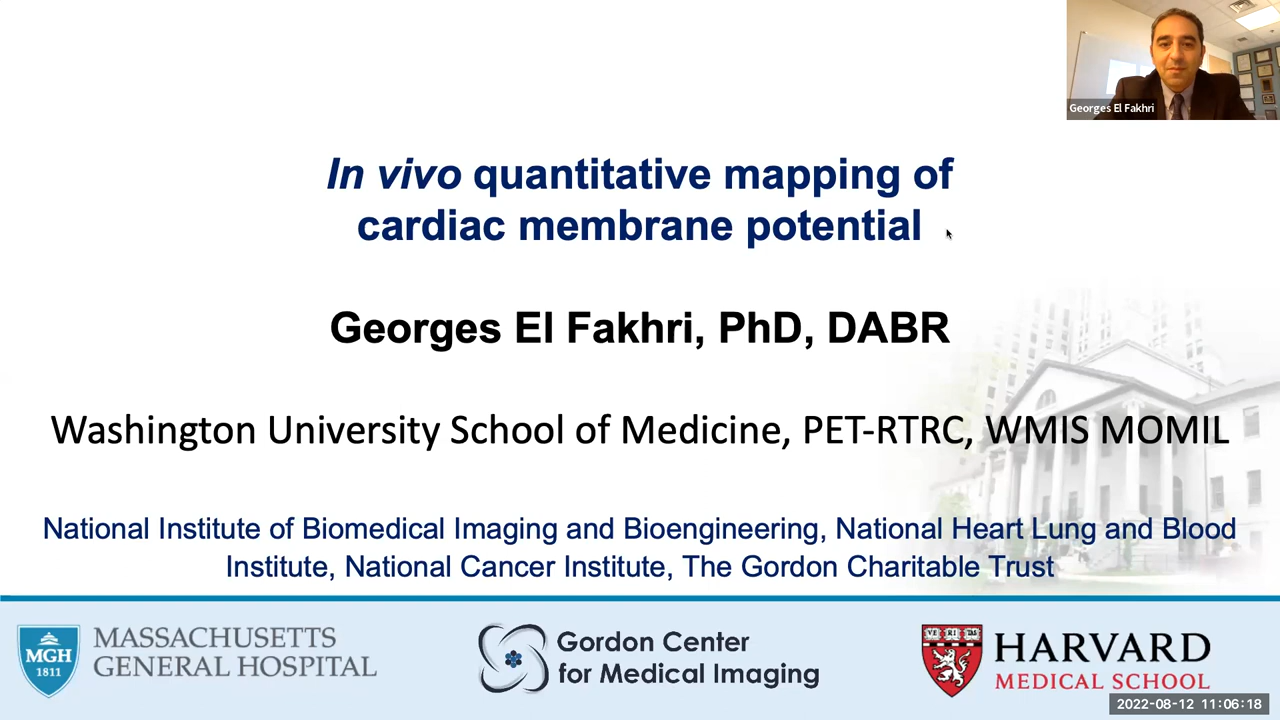 Georges El Fakhri
In vivo quantitative mapping of
cardiac membrane potential
Georges El Fakhri, PhD, DABR
Washington University School of Medicine, PET-RTRC, WMIS MOMIL
National Institute of Biomedical Imaging and Bioengineering, National Heart Lung and Blood
Institute, National Cancer Institute, The Gordon Charitable Trust
MGH
1811
MASSACHUSETTS
GENERAL HOSPITAL
Gordon Center
for Medical Imaging
VE RI TAS
HARVARD
MEDICAL SCHOOL
2022-08-12 11:06:18